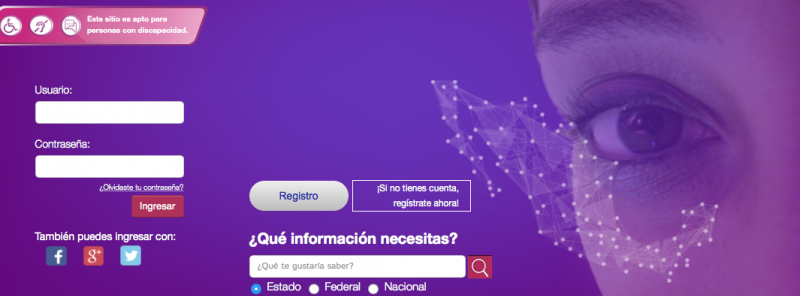 Este sitio es apto para
personas con discapacidad.
Usuario:
Contraseña:
¿Olvidaste tu contraseña?
Ingresar
También puedes ingresar con:
f g+
Registro
¡Si no tienes cuenta,
regístrate ahora!
¿Qué información necesitas?
¿Qué te gustaría saber?
Estado Federal Nacional